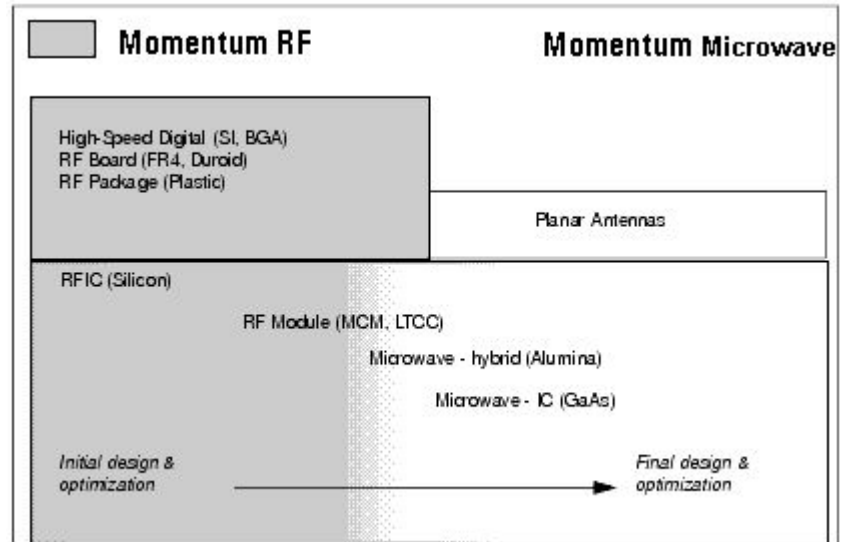 Momentum RF
Momentum Microwave
High-Speed Digital (SI, BGA)
RF Board (FR4, Duroid)
RF Package (Plastic)
Planar Antennas
RFIC (Silicon)
RF Module (MCM, LTCC)
Microwave - hybrid (Alumina)
Microwave - IC (GaAs)
Initial design &
optimization
Final design &
optimization